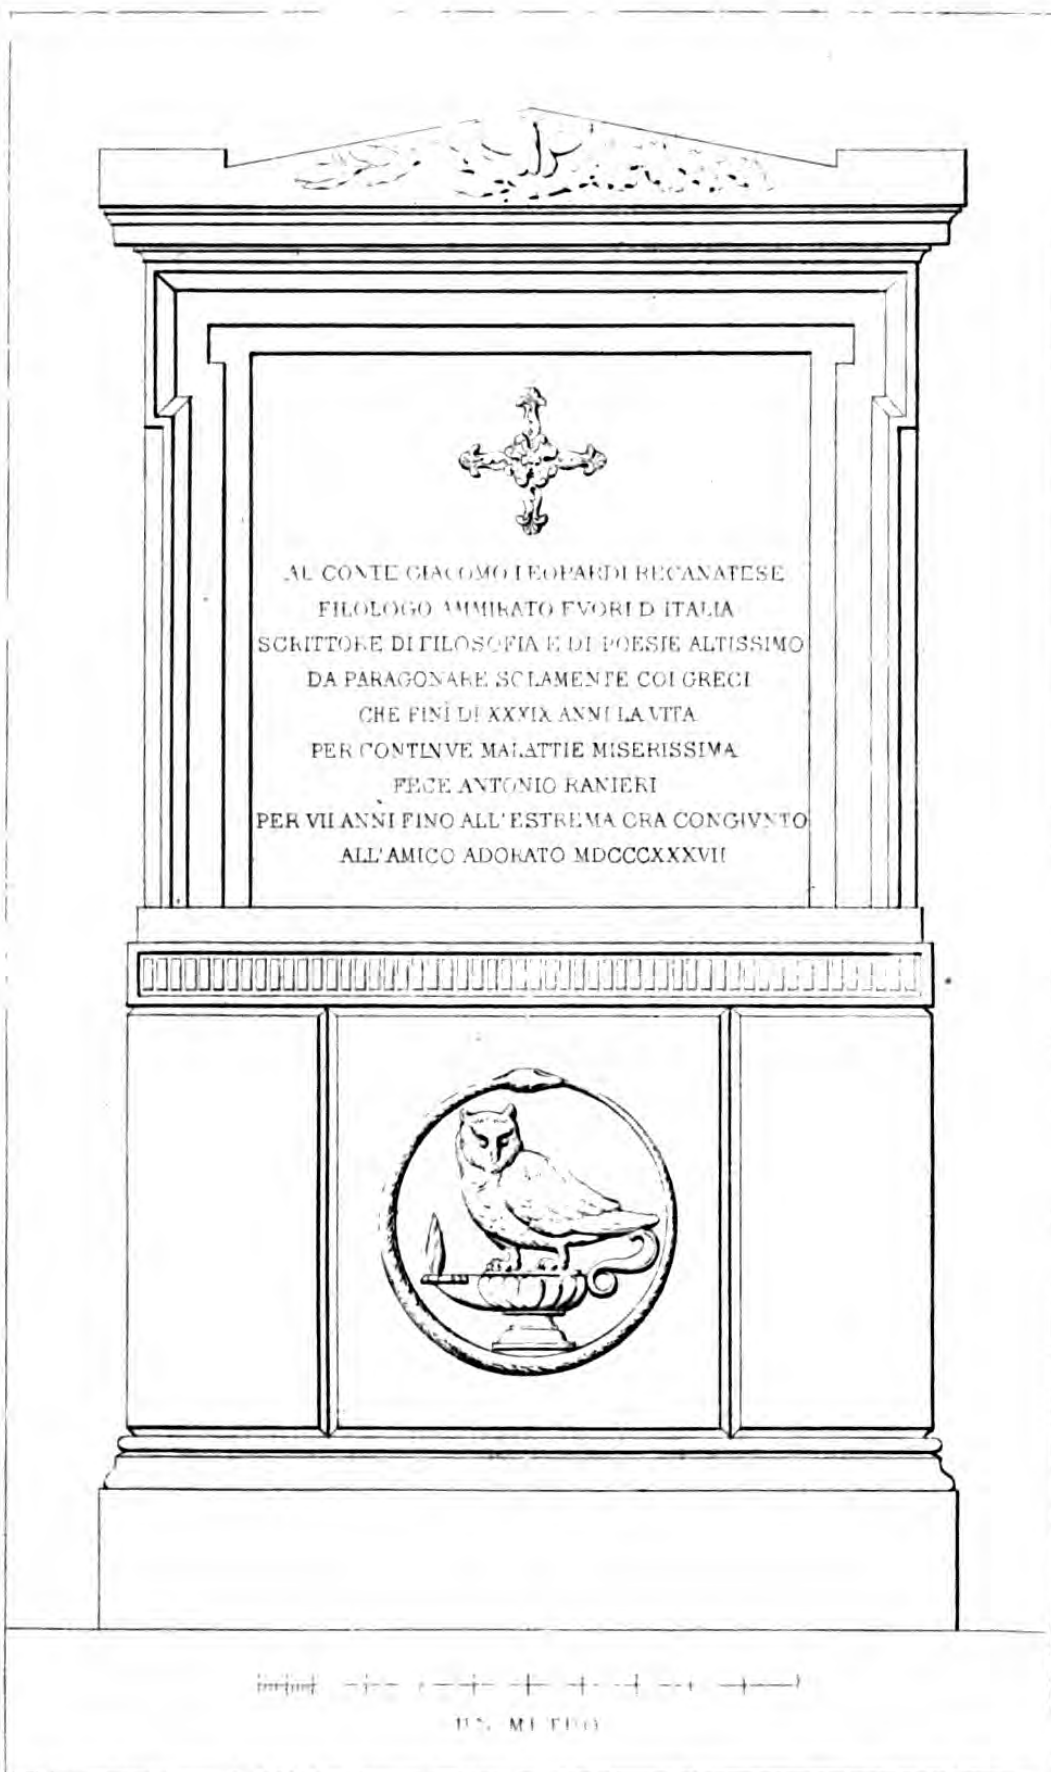 AL CONTE GIACOMO LEOPARDI RECANATESE
FILOLOGO AMMIRATO FVORI D ITALIA
SCRITTORE DI FILOSOFIA E DI POESIE ALTISSIMO
DA PARAGONARE SOLAMENTE COI GRECI
CHE FINÌ DI XXXIX ANNI LA VITA
PER CONTINVE MALATTIE MISERISSIMA
FECE ANTONIO RANIERI
PER VII ANNI FINO ALL'ESTREMA ORA CONGIVNTO
ALL'AMICO ADORATO MDCCCXXXVII
UN METRO